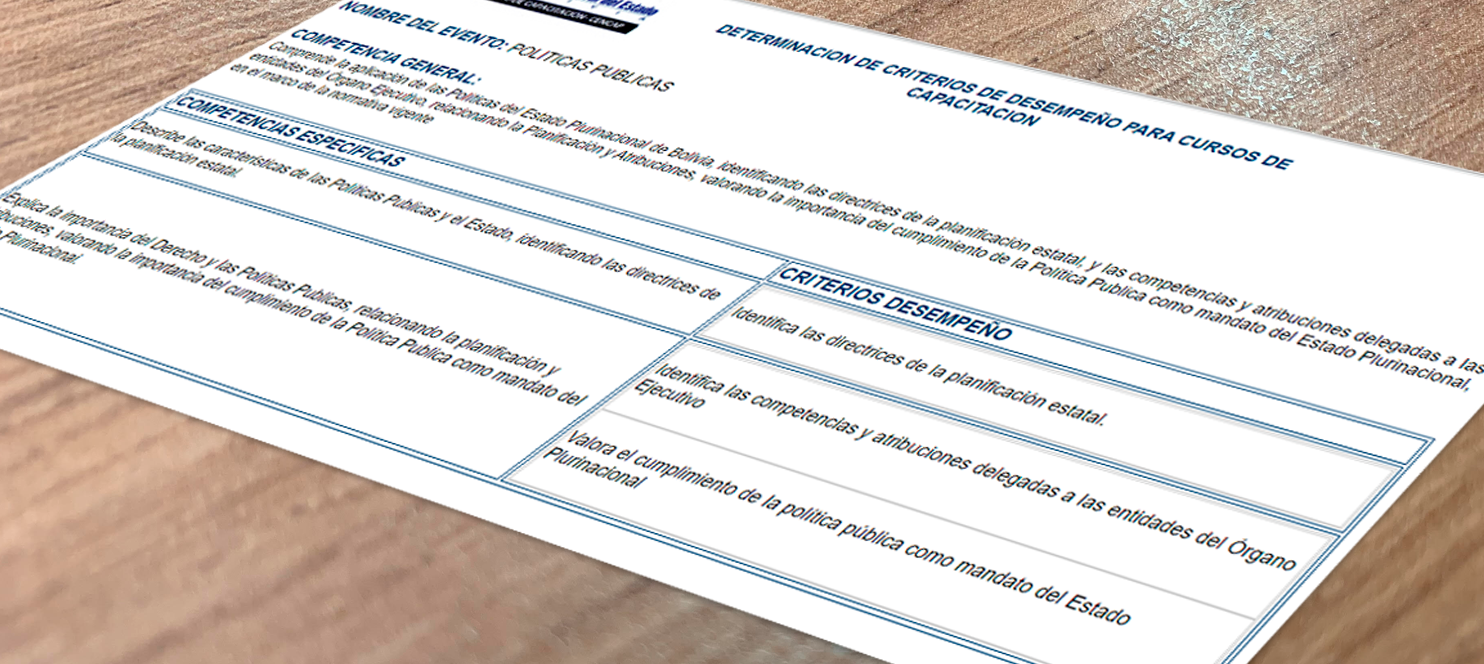 del Estado
DE CAPACITACION- CENCAP
DETERMINACION DE CRITERIOS DE DESEMPEÑO PARA CURSOS DE
CAPACITACION
NOMBRE DEL EVENTO: POLITICAS PUBLICAS
COMPETENCIA GENERAL:
Comprende la aplicación de las Políticas del Estado Plurinacional de Bolivia, identificando las directrices de la planificación estatal, y las competencias y atribuciones delegadas a las
entidades del Órgano Ejecutivo, relacionando la Planificación y Atribuciones, valorando la importancia del cumplimiento de la Política Publica como mandato del Estado Plurinacional,
en el marco de la normativa vigente
COMPETENCIAS ESPECIFICAS
CRITERIOS DESEMPEÑO
Describe las características de las Políticas Publicas y el Estado, identificando las directrices de
la planificación estatal.
Identifica las directrices de la planificación estatal.
Explica la importancia del Derecho y las Políticas Publicas, relacionando la planificación y
valorando la importancia del cumplimiento de la Política Publica como mandato del
Plurinacional.
Identifica las competencias y atribuciones delegadas a las entidades del Órgano
Ejecutivo
Valora el cumplimiento de la política pública como mandato del Estado
Plurinacional